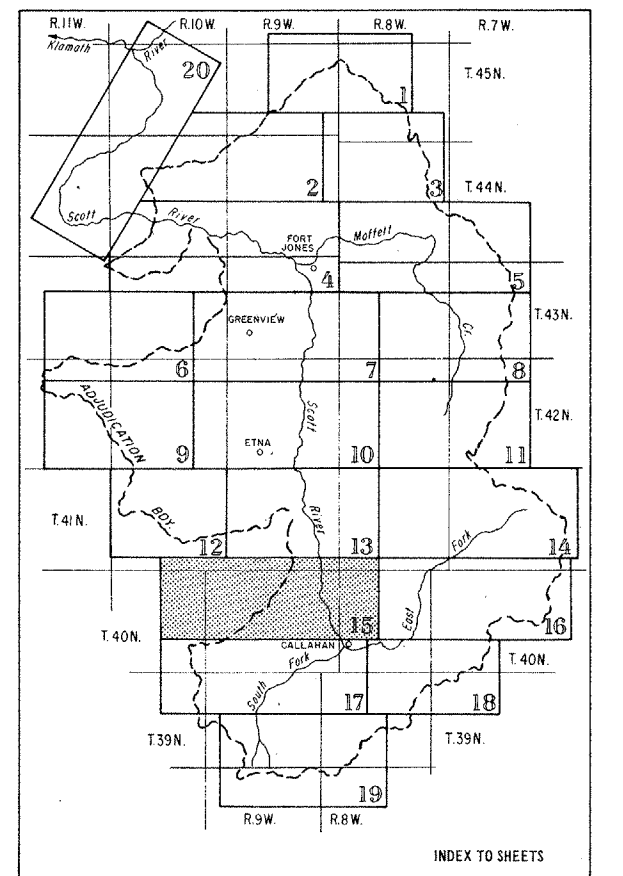 R.11W.
R.10W.
R.9W.
R.8W.
R.7W.
Klamath
River
20
T.45N.
1
2
3
T.44N.
Scott
River
FORT
JONES
Moffett
4
5
GREENVIEW
Cr.
T.43N.
6
7
8
ADJUDICATION
Scott
T.42N.
ETNA
9
10
11
T.41N.
BDY.
River
Fork
12
13
14
T.40N.
East
15
16
CALLAHAN
Fork
South
T.40N.
17
18
T.39N.
T.39N.
19
R.9W.
R.8W.
INDEX TO SHEETS